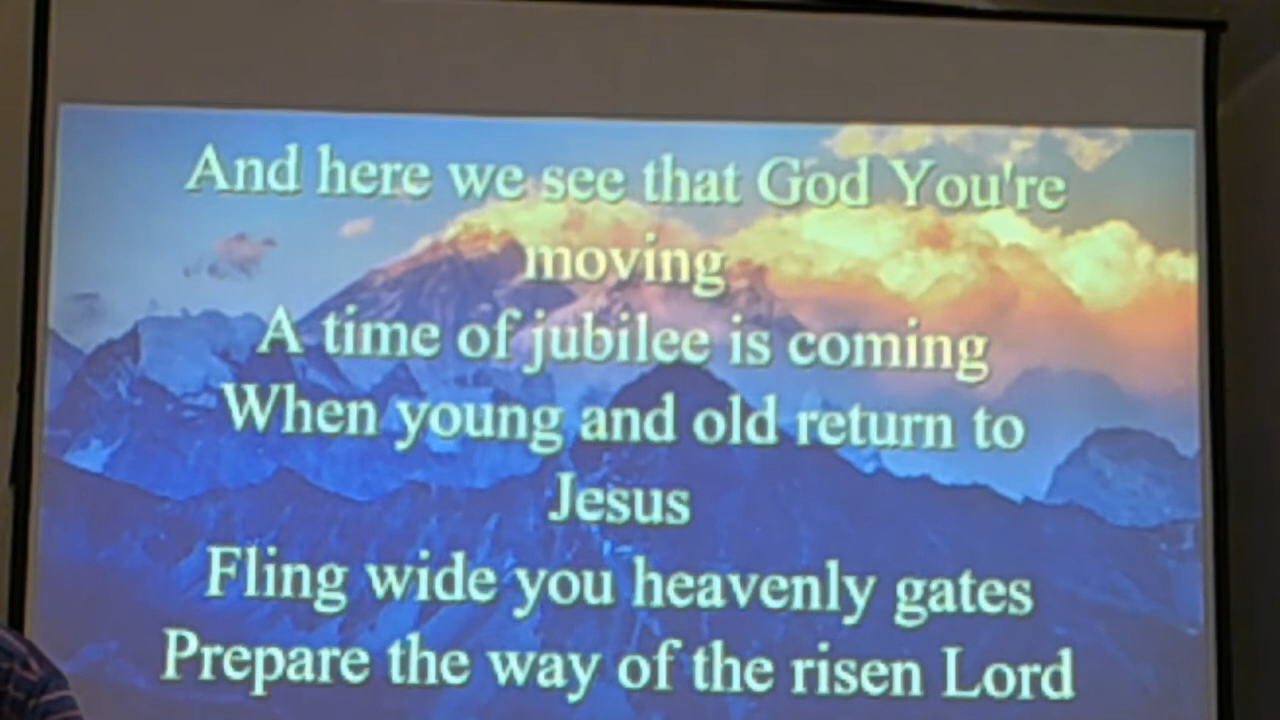 And here we see that God You're
moving
A time of jubilee is coming
When young and old return to
Jesus
Fling wide you heavenly gates
Prepare the way of the risen Lord